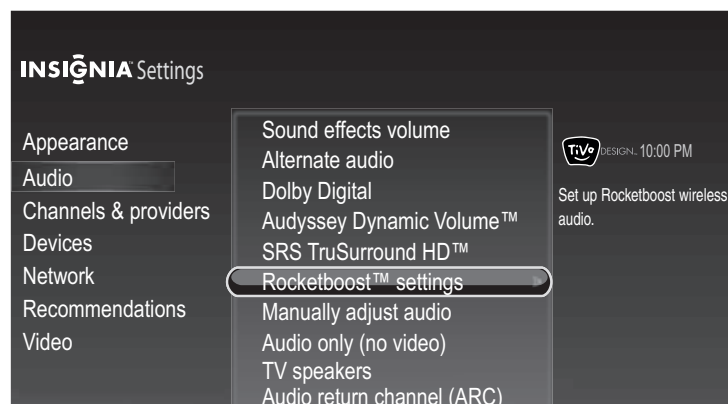 INSIGNIA™ Settings
Appearance
Audio
Channels & providers
Devices
Network
Recommendations
Video
Sound effects volume
Alternate audio
Dolby Digital
Audyssey Dynamic Volume™
SRS TruSurround HD™
Rocketboost™ settings
Manually adjust audio
Audio only (no video)
TV speakers
Audio return channel (ARC)
TiVo DESIGN™ 10:00 PM
Set up Rocketboost wireless
audio.